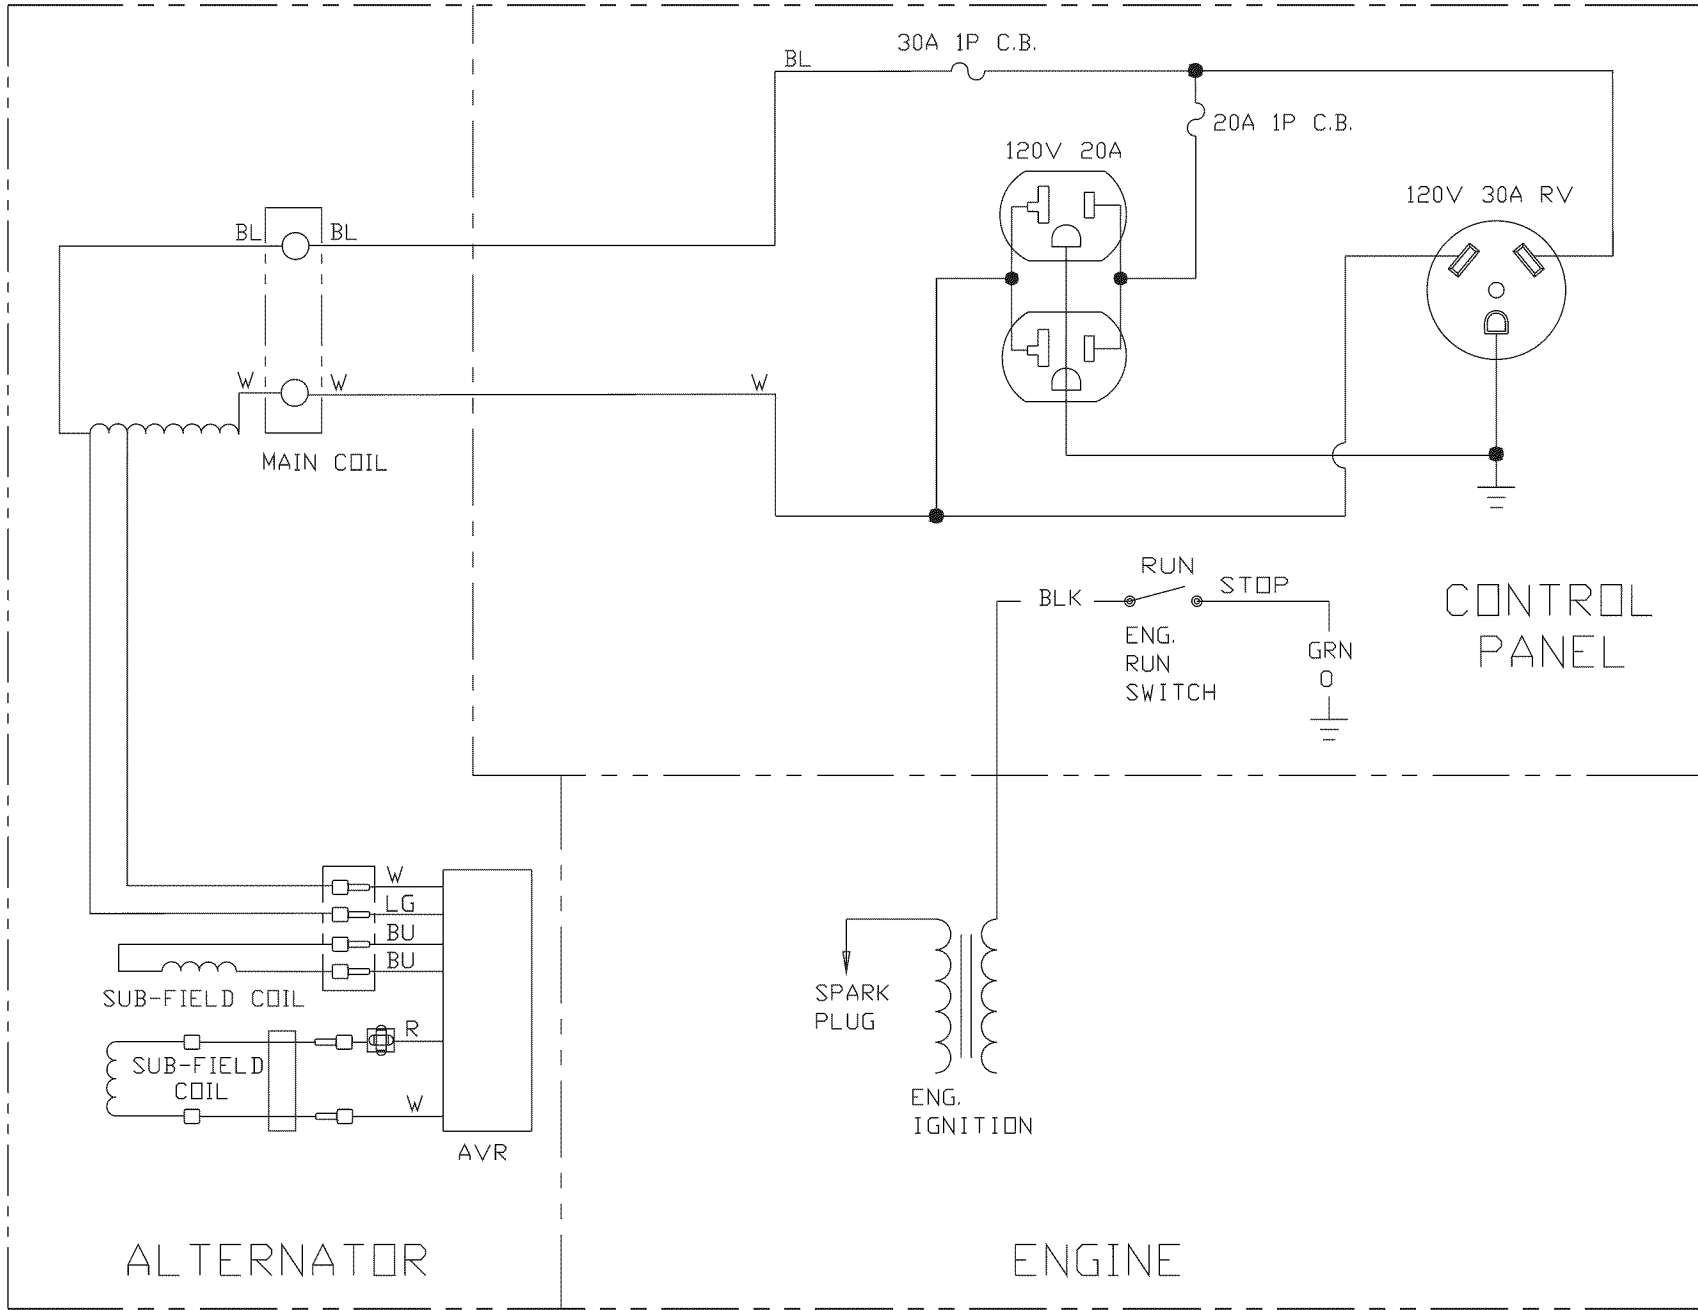 30A 1P C.B.
BL
20A 1P C.B.
120V 20A
120V 30A RV
BL
BL
W
W
W
MAIN COIL
RUN
STOP
BLK
ENG.
RUN
SWITCH
GRN
O
CONTROL
PANEL
W
LG
BU
BU
SUB-FIELD COIL
R
SUB-FIELD
COIL
W
AVR
SPARK
PLUG
ENG.
IGNITION
ALTERNATOR
ENGINE